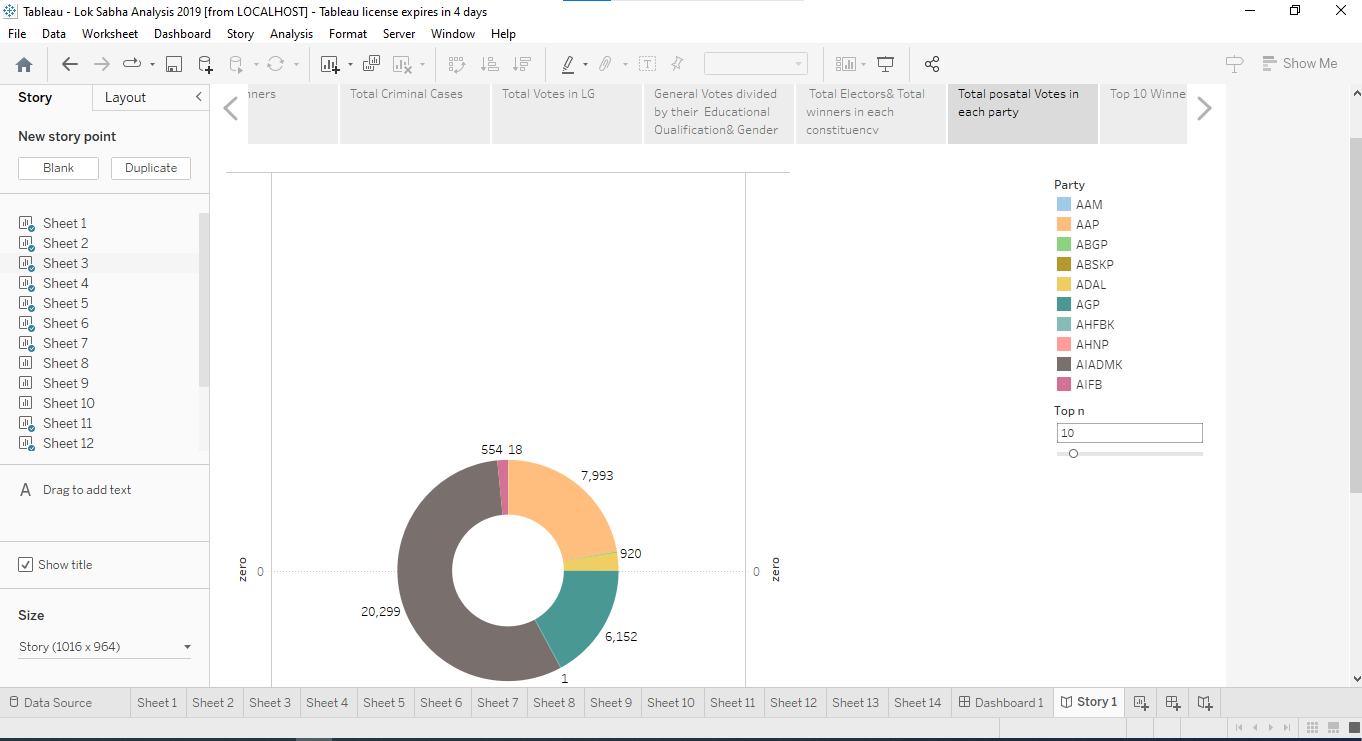 Tableau - Lok Sabha Analysis 2019 [from LOCALHOST] - Tableau license expires in 4 days
File Data Worksheet Dashboard Story Analysis Format Server Window Help
Show Me
Story Layout
New story point
Blank Duplicate
Sheet 1
Sheet 2
Sheet 3
Sheet 4
Sheet 5
Sheet 6
Sheet 7
Sheet 8
Sheet 9
Sheet 10
Sheet 11
Sheet 12
A Drag to add text
Show title
Size
Story (1016 x 964)
Total Criminal Cases
Total Votes in LG
General Votes divided
by their Educational
Qualification& Gender
Total Electors& Total
winners in each
constituency
Total posatal Votes in
each party
Top 10 Winne
554 18
7,993
920
zero 0
0 zero
20,299
6,152
1
Party
AAM
AAP
ABGP
ABSKP
ADAL
AGP
AHFBK
AHNP
AIADMK
AIFB
Top n
10
Data Source Sheet 1 Sheet 2 Sheet 3 Sheet 4 Sheet 5 Sheet 6 Sheet 7 Sheet 8 Sheet 9 Sheet 10 Sheet 11 Sheet 12 Sheet 13 Sheet 14 Dashboard 1 Story 1